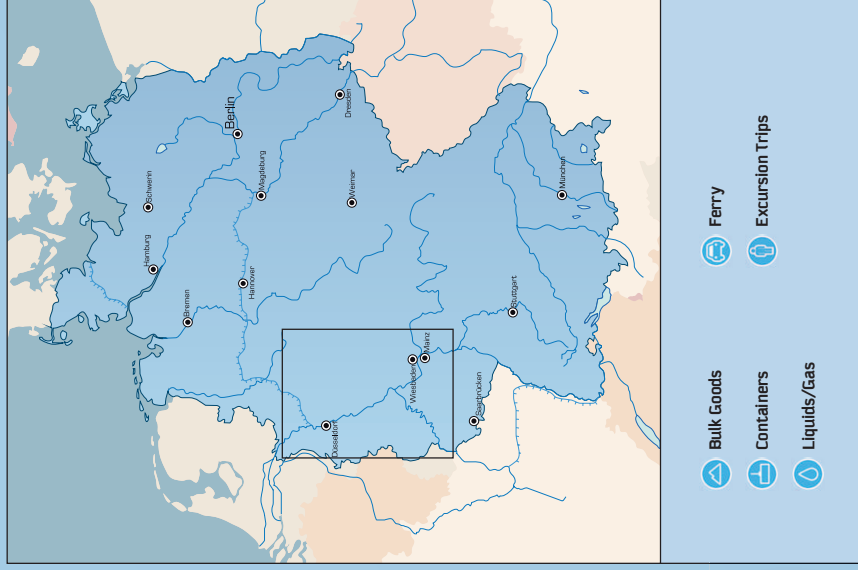 Schwerin
Hamburg
Bremen
Berlin
Magdeburg
Hannover
Dresden
Weimar
Düsseldorf
Wiesbaden
Mainz
Saarbrücken
Stuttgart
München
Bulk Goods
Containers
Liquids/Gas
Ferry
Excursion Trips